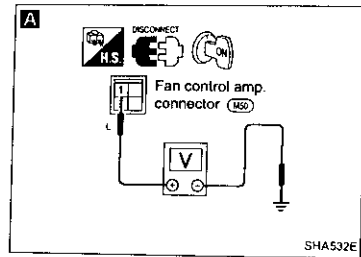 A
DISCONNECT
H.S.
ON
1
Fan control amp.
connector M50
L
V
SHA532E